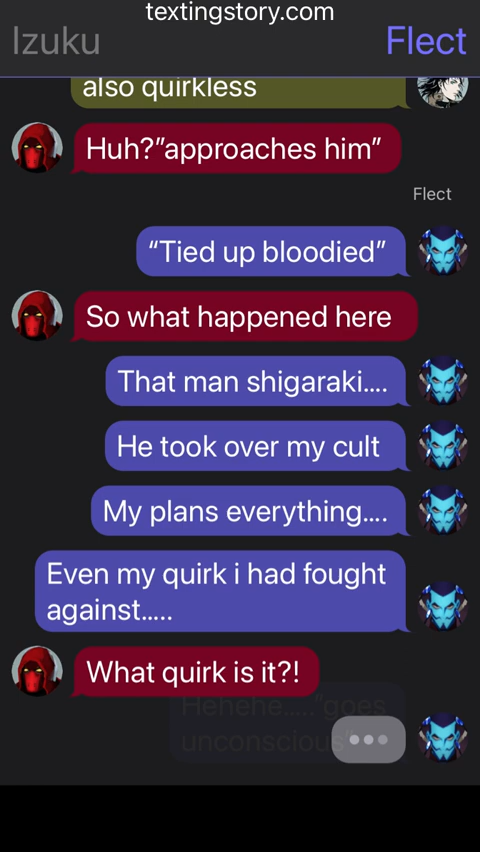 textingstory.com
Izuku
Flect
also quirkless
Huh?”approaches him”
Flect
“Tied up bloodied”
So what happened here
That man shigaraki....
He took over my cult
My plans everything....
Even my quirk i had fought
against.....
What quirk is it?!
Hehehe.....”goes
unconscious”